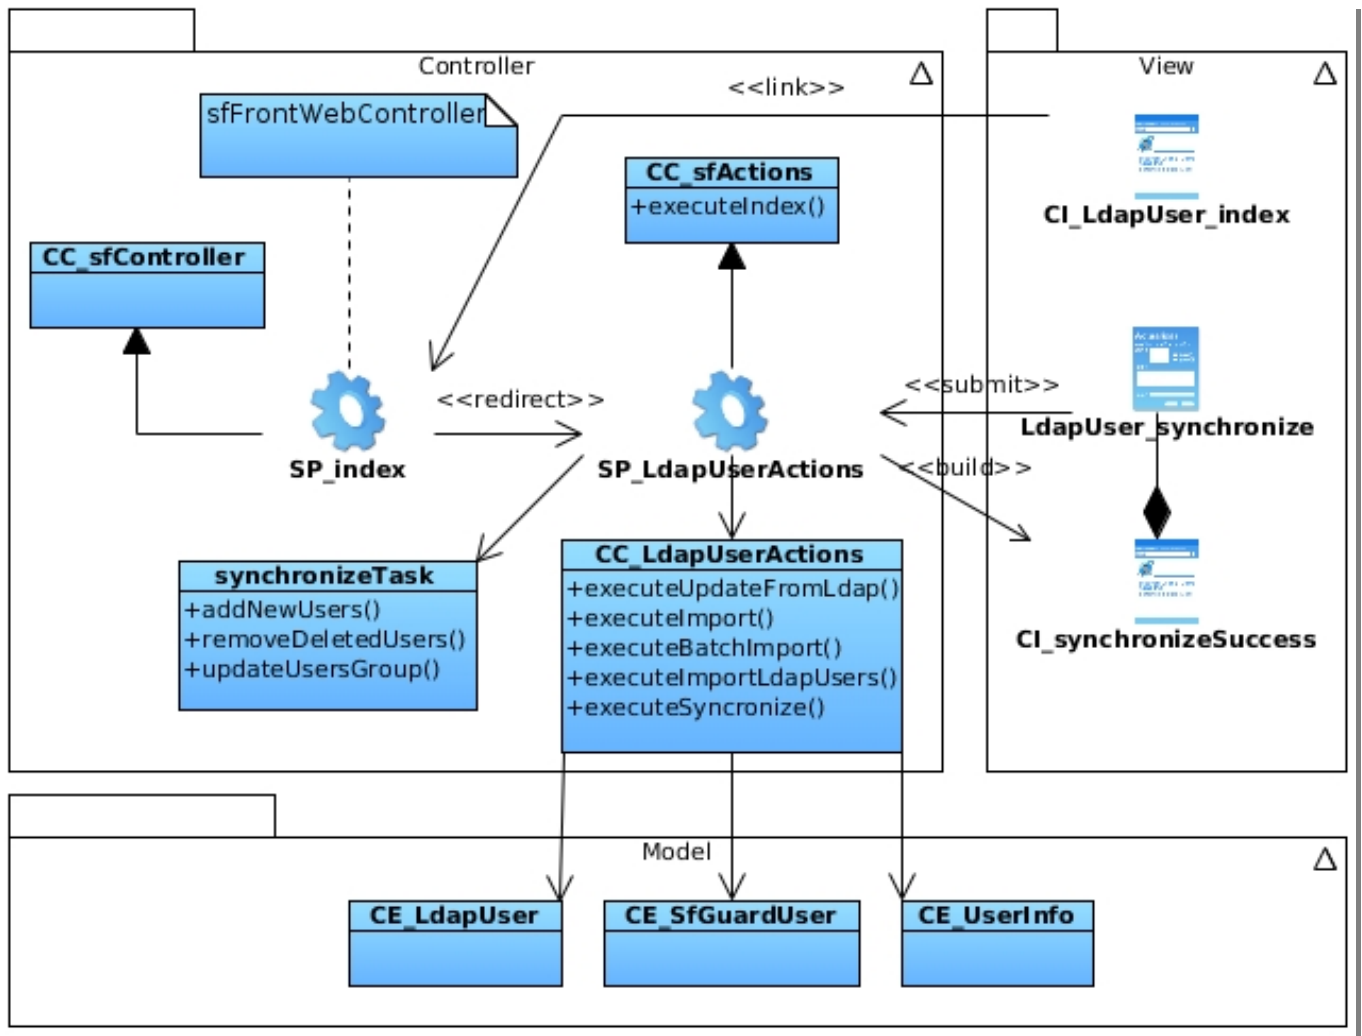 Controller
View
<<link>>
sfFrontWebController
CC_sfActions
+executeIndex()
CI_LdapUser_index
CC_sfController
<<redirect>>
<<submit>>
LdapUser_synchronize
SP_index
SP_LdapUserActions
<<build>>
synchronizeTask
+addNewUsers()
+removeDeletedUsers()
+updateUsersGroup()
CC_LdapUserActions
+executeUpdateFromLdap()
+executeImport()
+executeBatchImport()
+executeImportLdapUsers()
+executeSyncronize()
CI_synchronizeSuccess
Model
CE_LdapUser
CE_SfGuardUser
CE_UserInfo